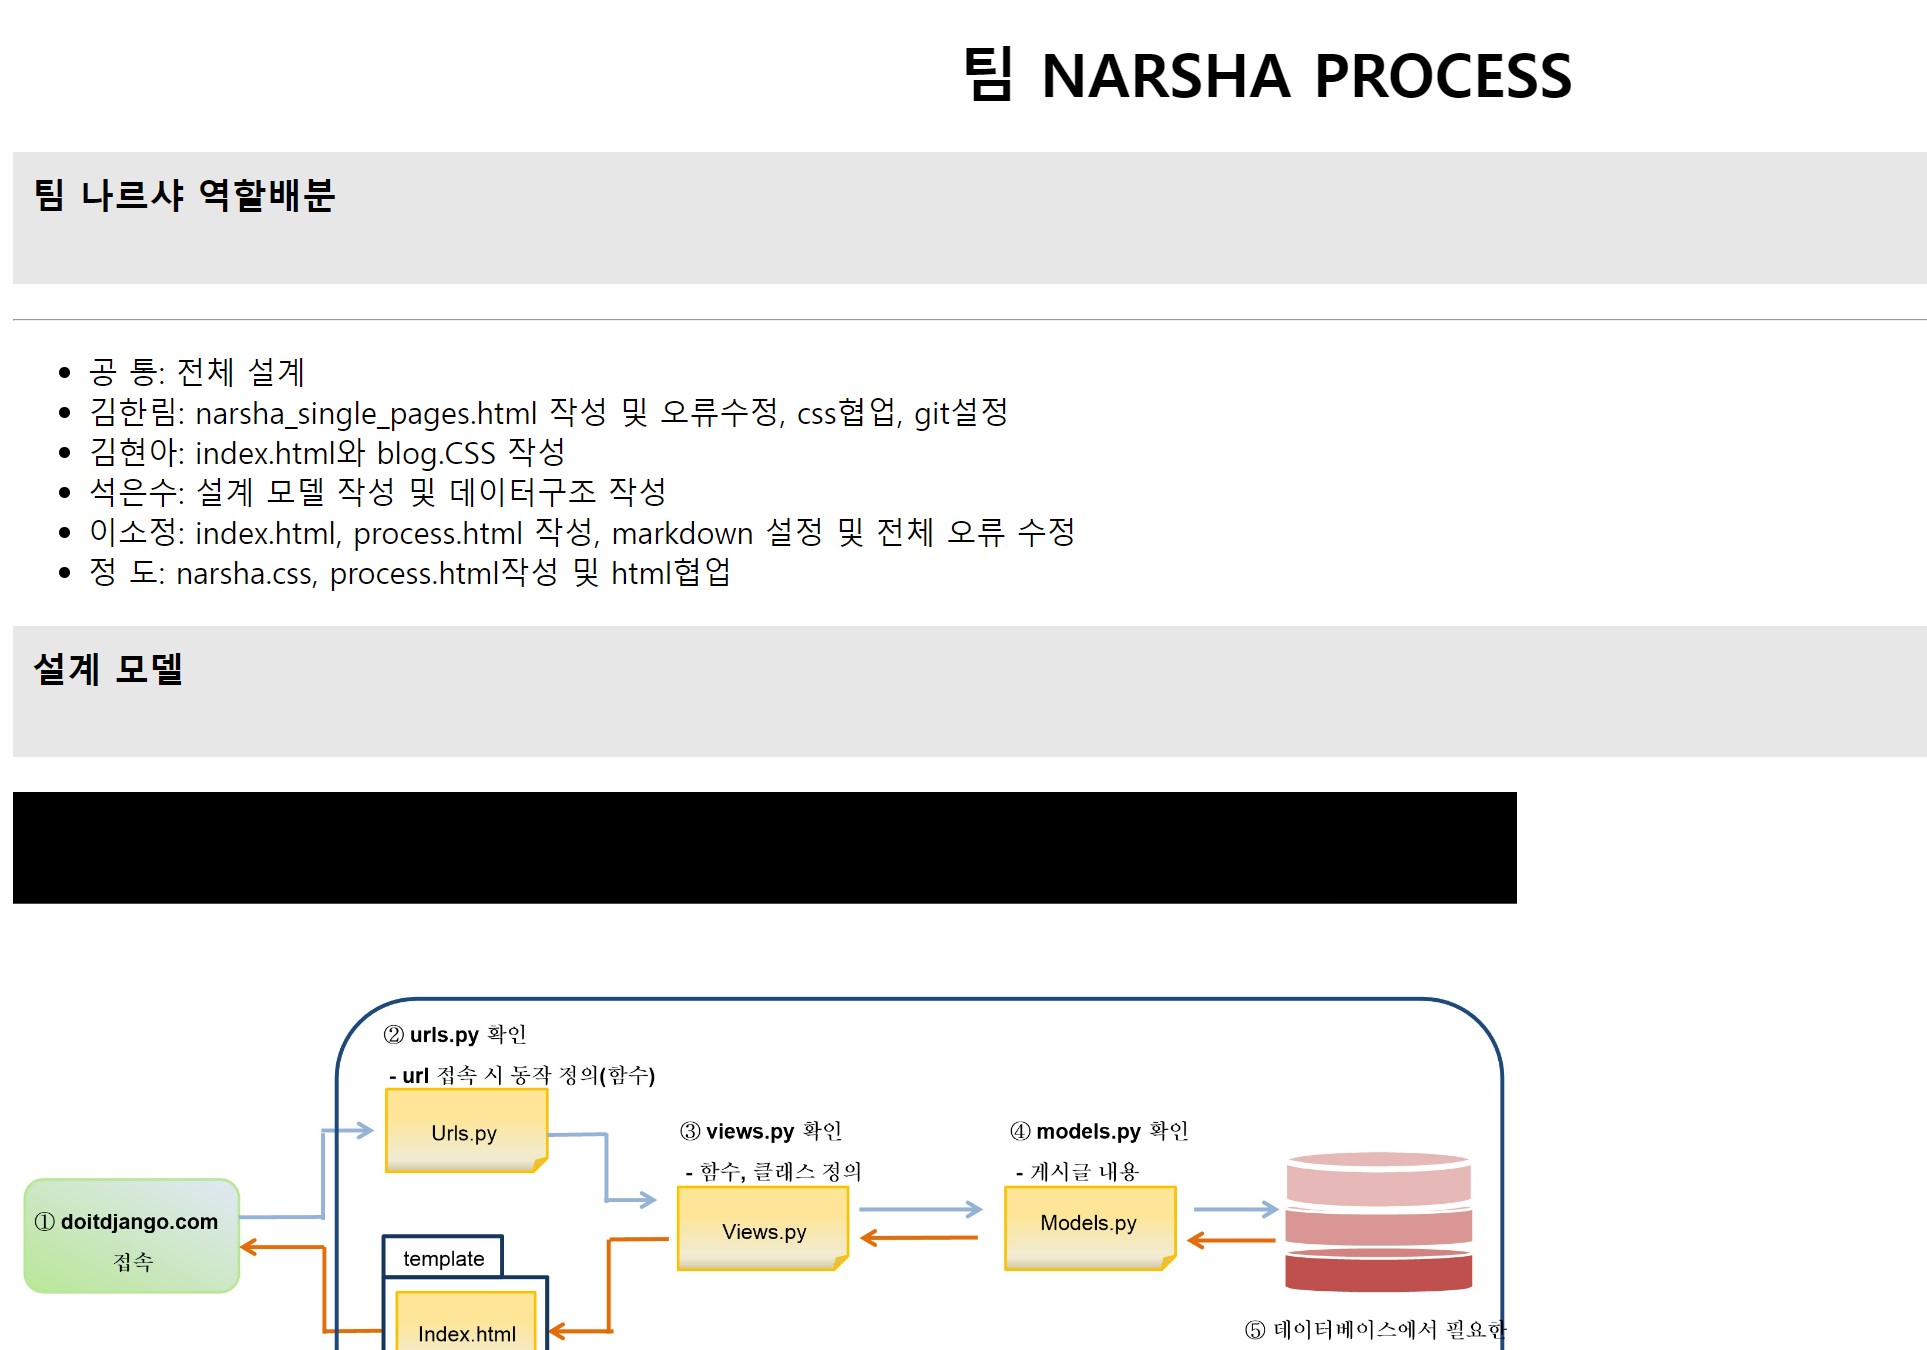 팀 NARSHA PROCESS
팀 나르샤 역할배분
공 통: 전체 설계
김한림: narsha_single_pages.html 작성 및 오류수정, css협업, git설정
김현아: index.html와 blog.CSS 작성
석은수: 설계 모델 작성 및 데이터구조 작성
이소정: index.html, process.html 작성, markdown 설정 및 전체 오류 수정
정 도: narsha.css, process.html작성 및 html협업
설계 모델
② urls.py 확인
- url 접속 시 동작 정의(함수)
Urls.py
③ views.py 확인
- 함수, 클래스 정의
Views.py
④ models.py 확인
- 게시글 내용
Models.py
① doitdjango.com
접속
template
Index.html
⑤ 데이터베이스에서 필요한